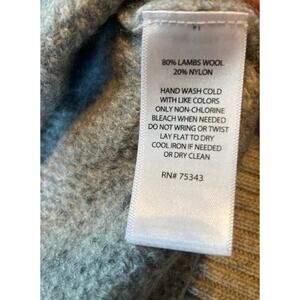 80% LAMBS WOOL
20% NYLON
HAND WASH COLD
WITH LIKE COLORS
ONLY NON-CHLORINE
BLEACH WHEN NEEDED
DO NOT WRING OR TWIST
LAY FLAT TO DRY
COOL IRON IF NEEDED
OR DRY CLEAN
RN# 75343